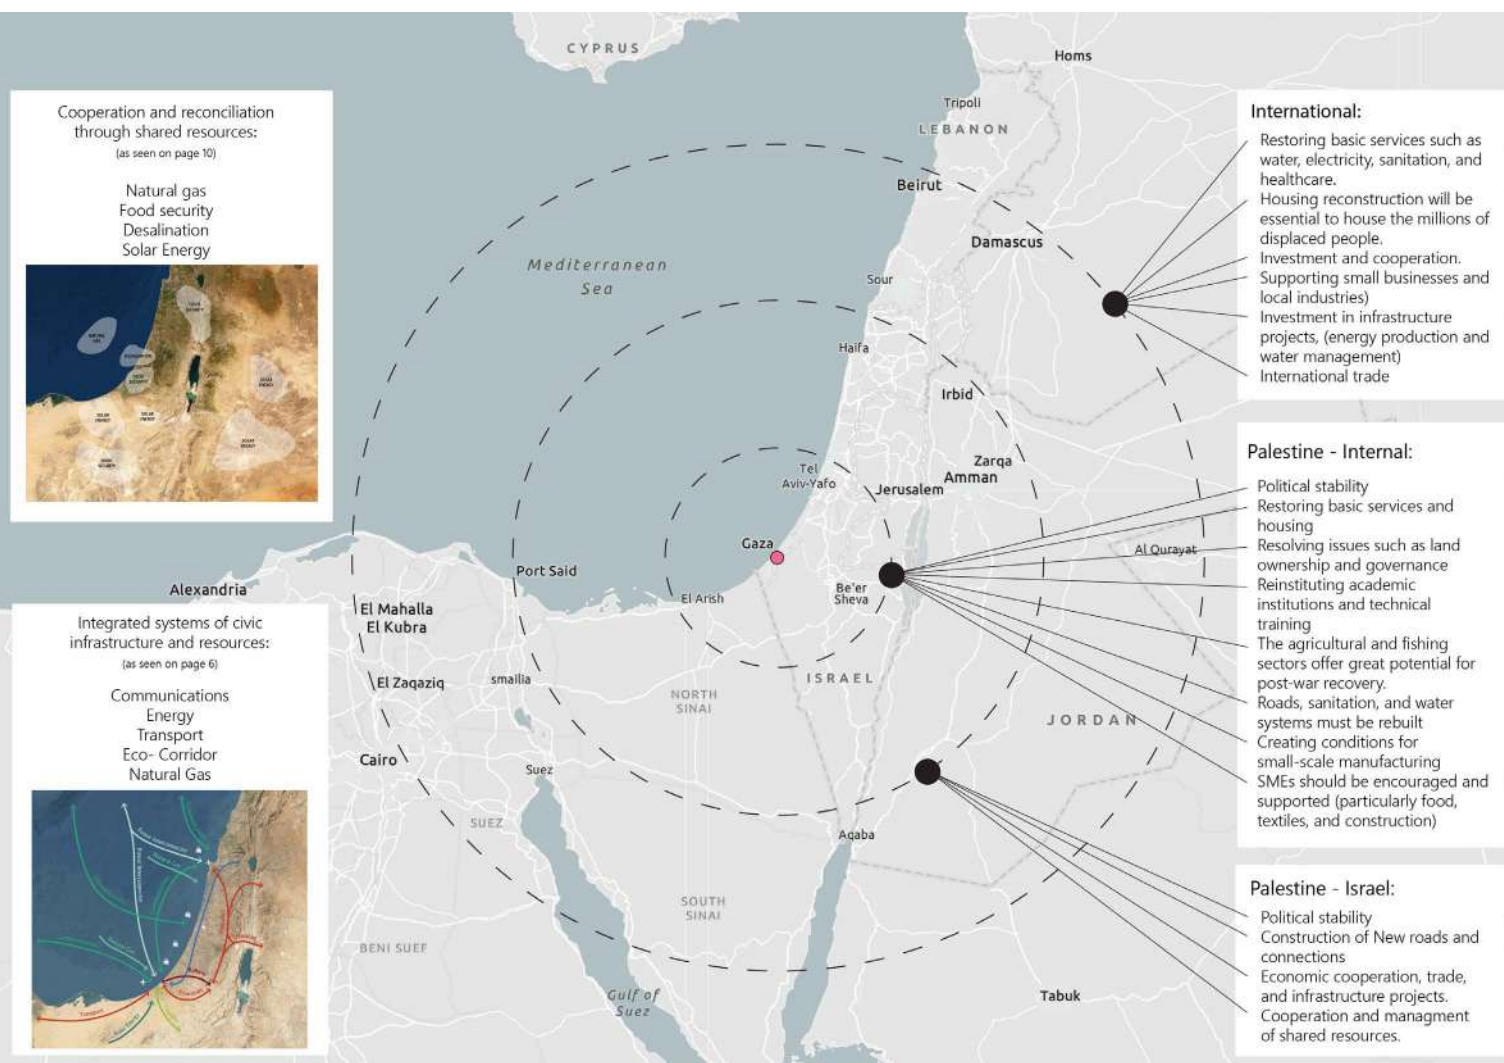 Cooperation and reconciliation
through shared resources:
(as seen on page 10)
Natural gas
Food security
Desalination
Solar Energy
SOLAR
ENERGY
SOLAR
ENERGY
SOLAR
ENERGY
SOLAR
ENERGY
Integrated systems of civic
infrastructure and resources:
(as seen on page 6)
Communications
Energy
Transport
Eco- Corridor
Natural Gas
Transport
CYPRUS
Homs
Tripoli
LEBANON
Beirut
Damascus
Mediterranean
Sea
Sour
Haifa
Irbid
Zarqa
Amman
Tel
Aviv-Yafo
Jerusalem
Gaza
Al Qurayat
Port Said
Alexandria
El Arish
Be'er
Sheva
El Mahalla
El Kubra
El Zaqaziq
smailia
ISRAEL
NORTH
SINAI
JORDAN
Cairo
Suez
SUEZ
Aqaba
SOUTH
SINAI
BENI SUEF
Gulf of
Suez
Tabuk
International:
Restoring basic services such as
water, electricity, sanitation, and
healthcare.
Housing reconstruction will be
essential to house the millions of
displaced people.
Investment and cooperation.
Supporting small businesses and
local industries)
Investment in infrastructure
projects, (energy production and
water management)
International trade
Palestine - Internal:
Political stability
Restoring basic services and
housing
Resolving issues such as land
ownership and governance
Reinstituting academic
institutions and technical
training
The agricultural and fishing
sectors offer great potential for
post-war recovery.
Roads, sanitation, and water
systems must be rebuilt
Creating conditions for
small-scale manufacturing
SMEs should be encouraged and
supported (particularly food,
textiles, and construction)
Palestine - Israel:
Political stability
Construction of New roads and
connections
Economic cooperation, trade,
and infrastructure projects.
Cooperation and managment
of shared resources.